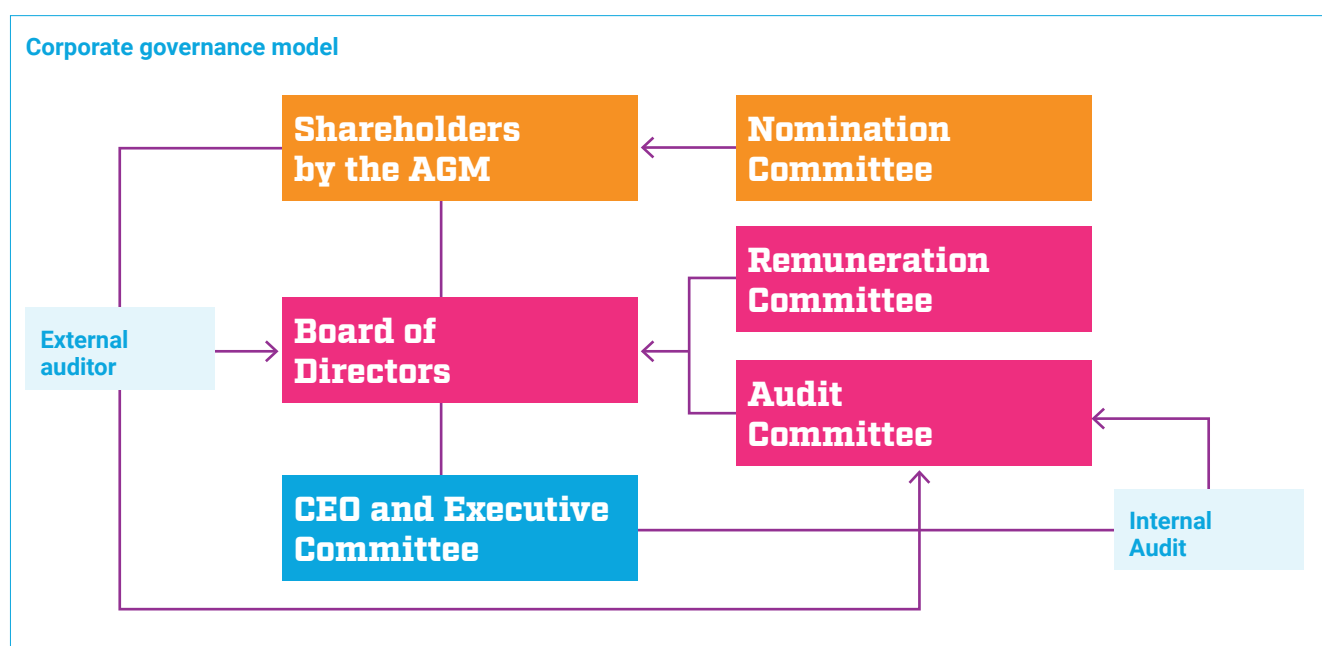 Corporate governance model
Shareholders
by the AGM
Nomination
Committee
Remuneration
Committee
External
auditor
Board of
Directors
Audit
Committee
CEO and Executive
Committee
Internal
Audit